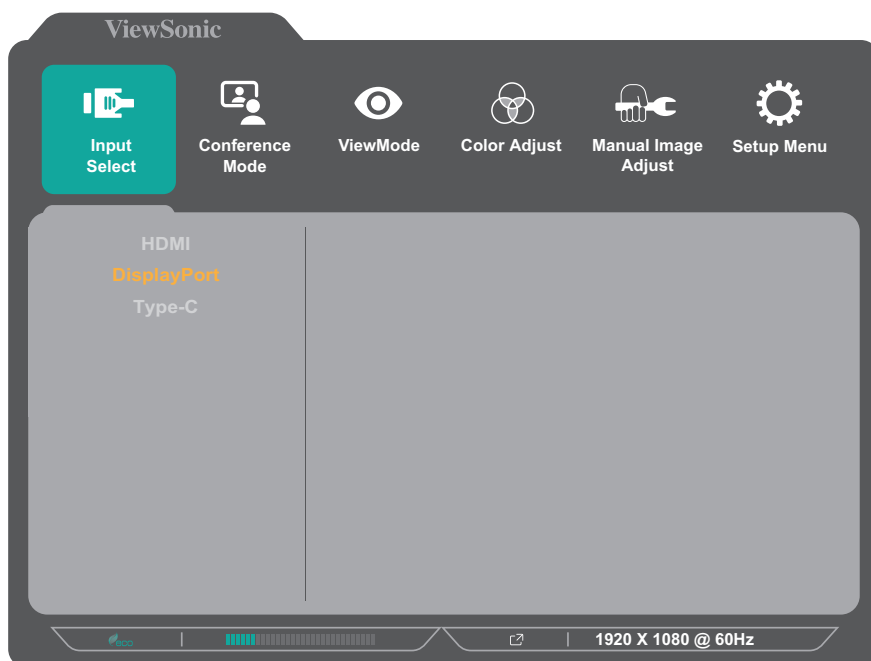 ViewSonic
Input
Select
Conference
Mode
ViewMode
Color Adjust
Manual Image
Adjust
Setup Menu
HDMI
DisplayPort
Type-C
eco
1920 X 1080 @ 60Hz